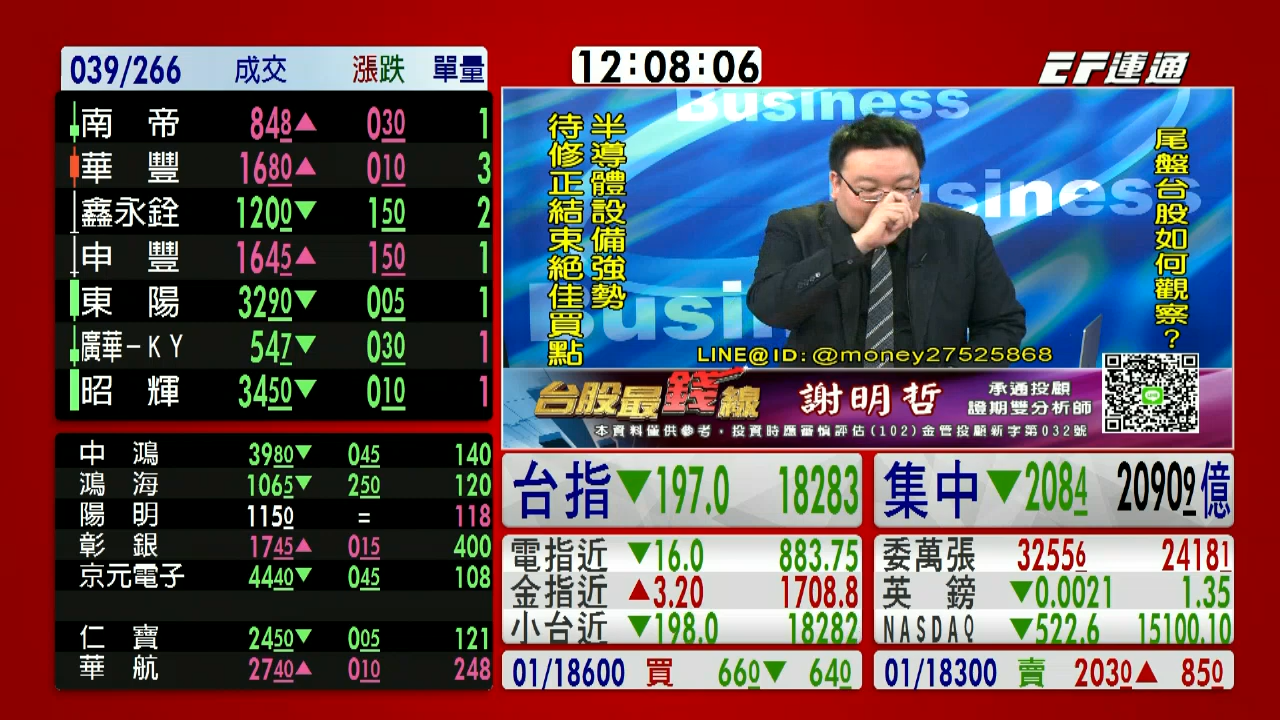 039/266 成交 漲跌 單量
南帝 848▲ 030 1
華豐 1680▲ 010 3
鑫永銓 1200▼ 150 2
申豐 1645▲ 150 1
東陽 3290▼ 005 1
廣華－KY 547▼ 030 1
昭輝 3450▼ 010 1
中鴻 3980▼ 045 140
鴻海 1065▼ 250 120
陽明 1150 = 118
彰銀 1745▲ 015 400
京元電子 4440▼ 045 108
仁寶 2450▼ 005 121
華航 2740▲ 010 248
12:08:06
EF運通
Business
Business
Busi
半導體設備強勢
待修正結束絕佳買點
尾盤台股如何觀察？
LINE@ID: @money27525868
台股最錢線 謝明哲
承通投顧
證期雙分析師
本資料僅供參考，投資時應審慎評估(102)金管投顧新字第032號
台指▼197.0 18283
集中▼2084 20909億
電指近▼16.0 883.75
金指近▲3.20 1708.8
小台近▼198.0 18282
委萬張 32556 24181
英鎊▼0.0021 1.35
NASDAQ▼522.6 15100.10
01/18600 買 660▼ 640
01/18300 賣 2030▲ 850